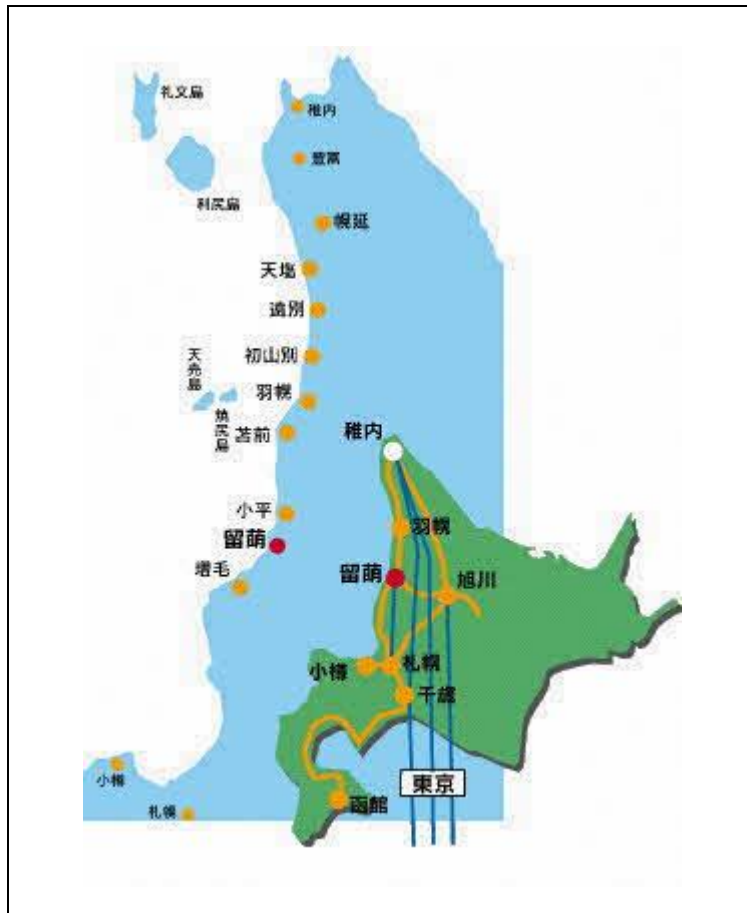 礼文島
稚内
豊富
利尻島
幌延
天塩
遠別
初山別
天売島
羽幌
焼尻島
苫前
稚内
小平
羽幌
留萌
留萌
旭川
増毛
小樽
札幌
千歳
小樽
東京
函館
札幌